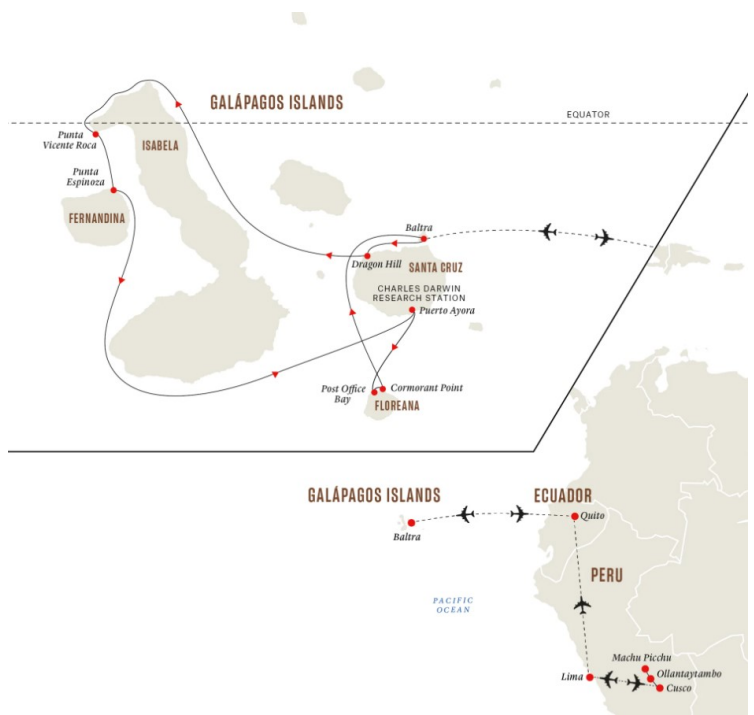 GALÁPAGOS ISLANDS
EQUATOR
Punta
Vicente Roca
ISABELA
Punta
Espinoza
FERNANDINA
Baltra
Dragon Hill
SANTA CRUZ
CHARLES DARWIN
RESEARCH STATION
Puerto Ayora
Post Office
Bay
Cormorant Point
FLOREANA
GALÁPAGOS ISLANDS
ECUADOR
Baltra
Quito
PERU
PACIFIC
OCEAN
Machu Picchu
Ollantaytambo
Lima
Cusco